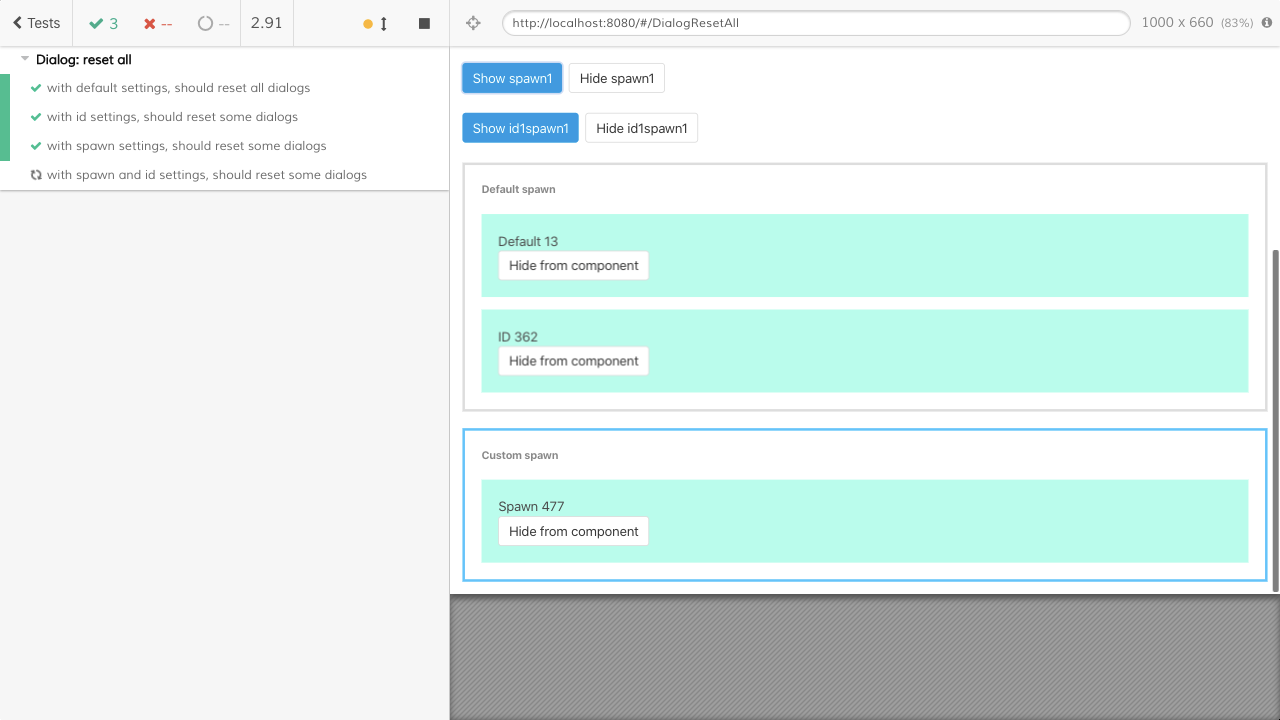 Tests 3 -- -- 2.91
http://localhost:8080/#/DialogResetAll 1000 x 660 (83%)
Dialog: reset all
with default settings, should reset all dialogs
with id settings, should reset some dialogs
with spawn settings, should reset some dialogs
with spawn and id settings, should reset some dialogs
Show spawn1 Hide spawn1
Show id1spawn1 Hide id1spawn1
Default spawn
Default 13
Hide from component
ID 362
Hide from component
Custom spawn
Spawn 477
Hide from component